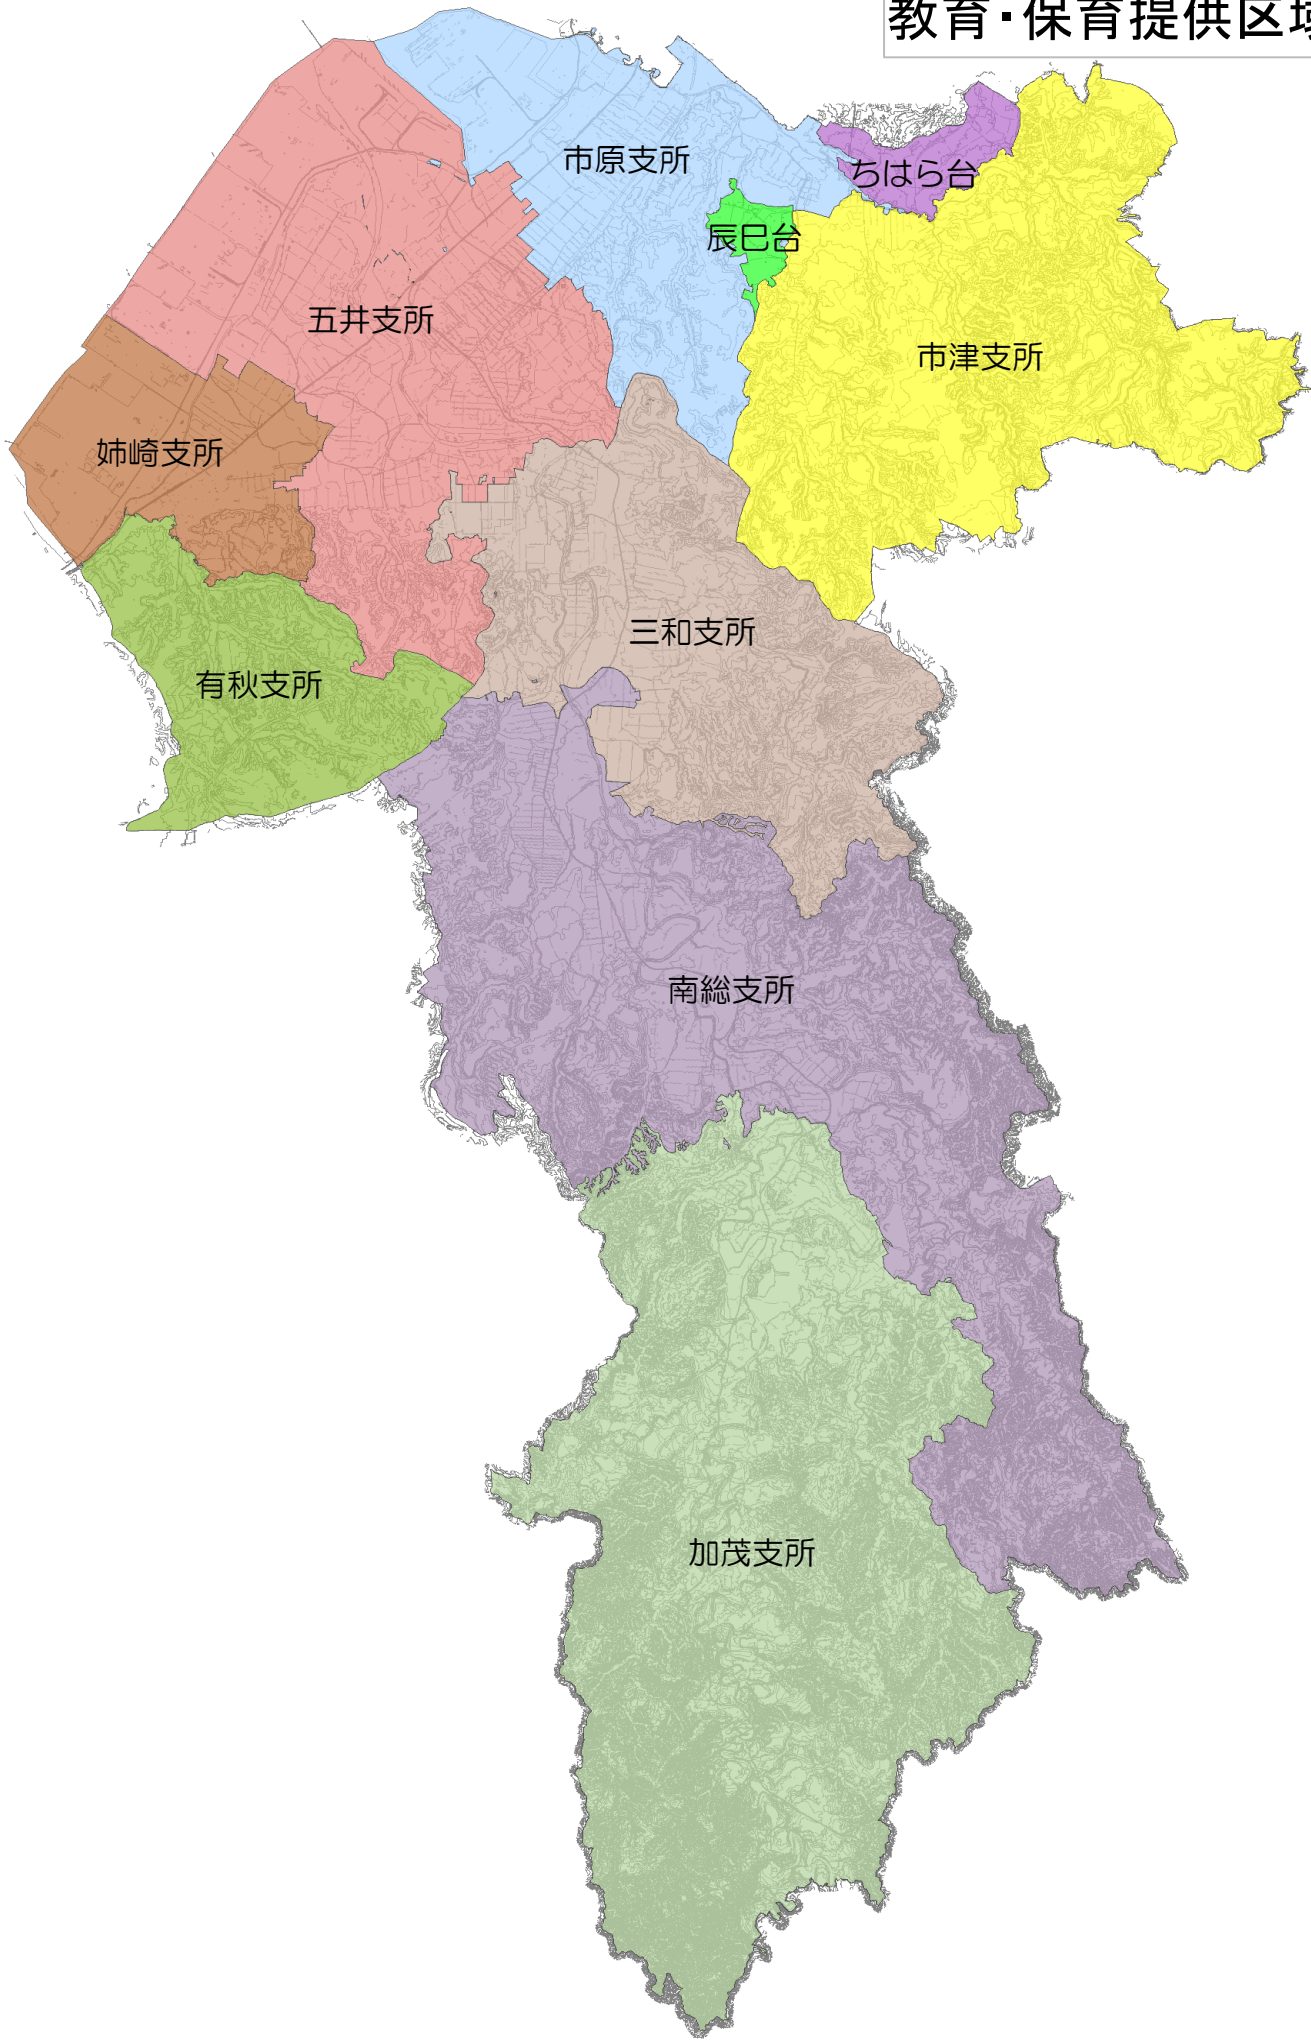 教育・保育提供区域
市原支所
ちはら台
辰巳台
五井支所
市津支所
姉崎支所
三和支所
有秋支所
南総支所
加茂支所